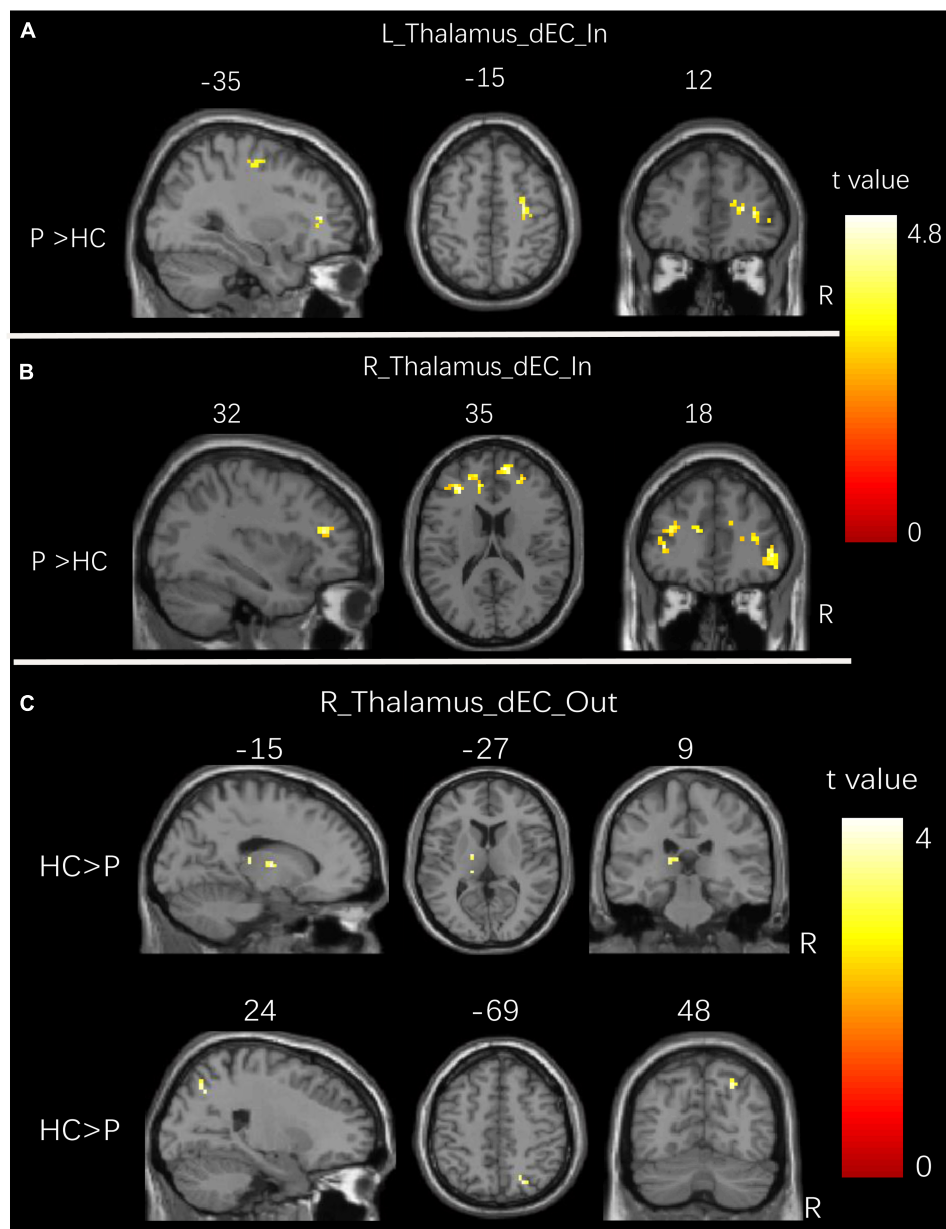 A
L_Thalamus_dEC_In
-35 -15 12
t value
4.8
P >HC
R
B
R_Thalamus_dEC_In
32 35 18
0
P >HC
R
C
R_Thalamus_dEC_Out
-15 -27 9
t value
4
HC>P
R
24 -69 48
HC>P
0
R